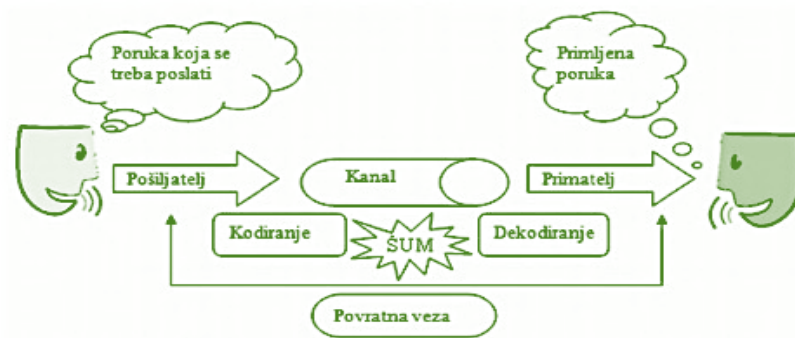 Poruka koja se
treba poslati
Primljena
poruka
Pošiljatelj
Kanal
Primatelj
Kodiranje
ŠUM
Dekodiranje
Povratna veza